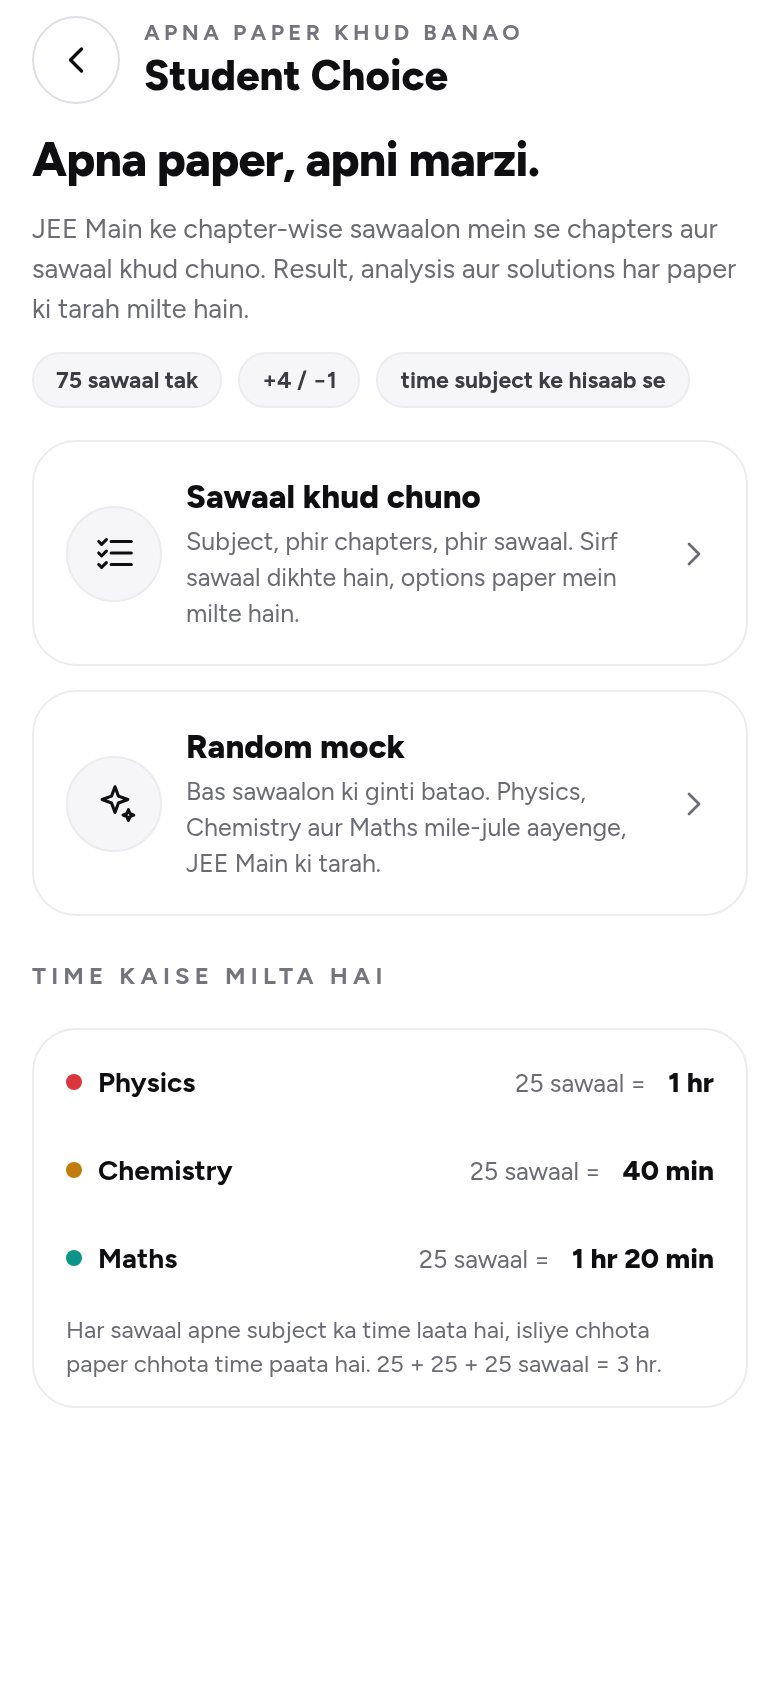 APNA PAPER KHUD BANAO
Student Choice
Apna paper, apni marzi.
JEE Main ke chapter-wise sawaalon mein se chapters aur
sawaal khud chuno. Result, analysis aur solutions har paper
ki tarah milte hain.
75 sawaal tak
+4 / −1
time subject ke hisaab se
Sawaal khud chuno
Subject, phir chapters, phir sawaal. Sirf
sawaal dikhte hain, options paper mein
milte hain.
Random mock
Bas sawaalon ki ginti batao. Physics,
Chemistry aur Maths mile-jule aayenge,
JEE Main ki tarah.
TIME KAISE MILTA HAI
Physics 25 sawaal = 1 hr
Chemistry 25 sawaal = 40 min
Maths 25 sawaal = 1 hr 20 min
Har sawaal apne subject ka time laata hai, isliye chhota
paper chhota time paata hai. 25 + 25 + 25 sawaal = 3 hr.